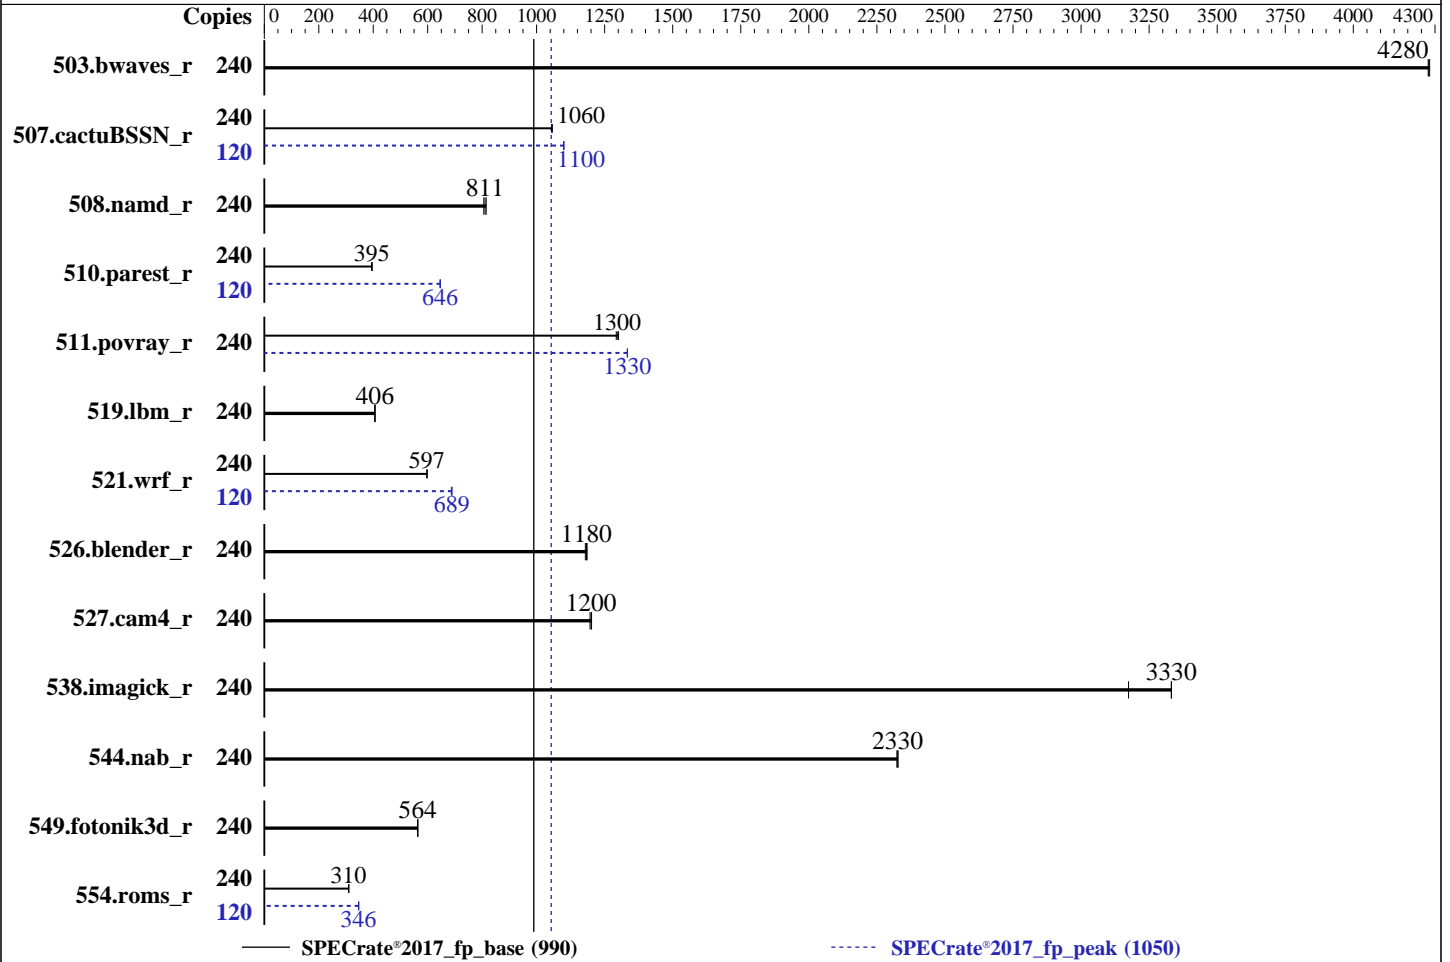 Copies 0 200 400 600 800 1000 1250 1500 1750 2000 2250 2500 2750 3000 3250 3500 3750 4000 4300
503.bwaves_r 240 4280
240 1060
507.cactuBSSN_r
120 1100
508.namd_r 240 811
240 395
510.parest_r
120 646
511.povray_r 240 1300
1330
519.lbm_r 240 406
240 597
521.wrf_r
120 689
526.blender_r 240 1180
527.cam4_r 240 1200
538.imagick_r 240 3330
544.nab_r 240 2330
549.fotonik3d_r 240 564
240 310
554.roms_r
120 346
SPECrate®2017_fp_base (990) SPECrate®2017_fp_peak (1050)